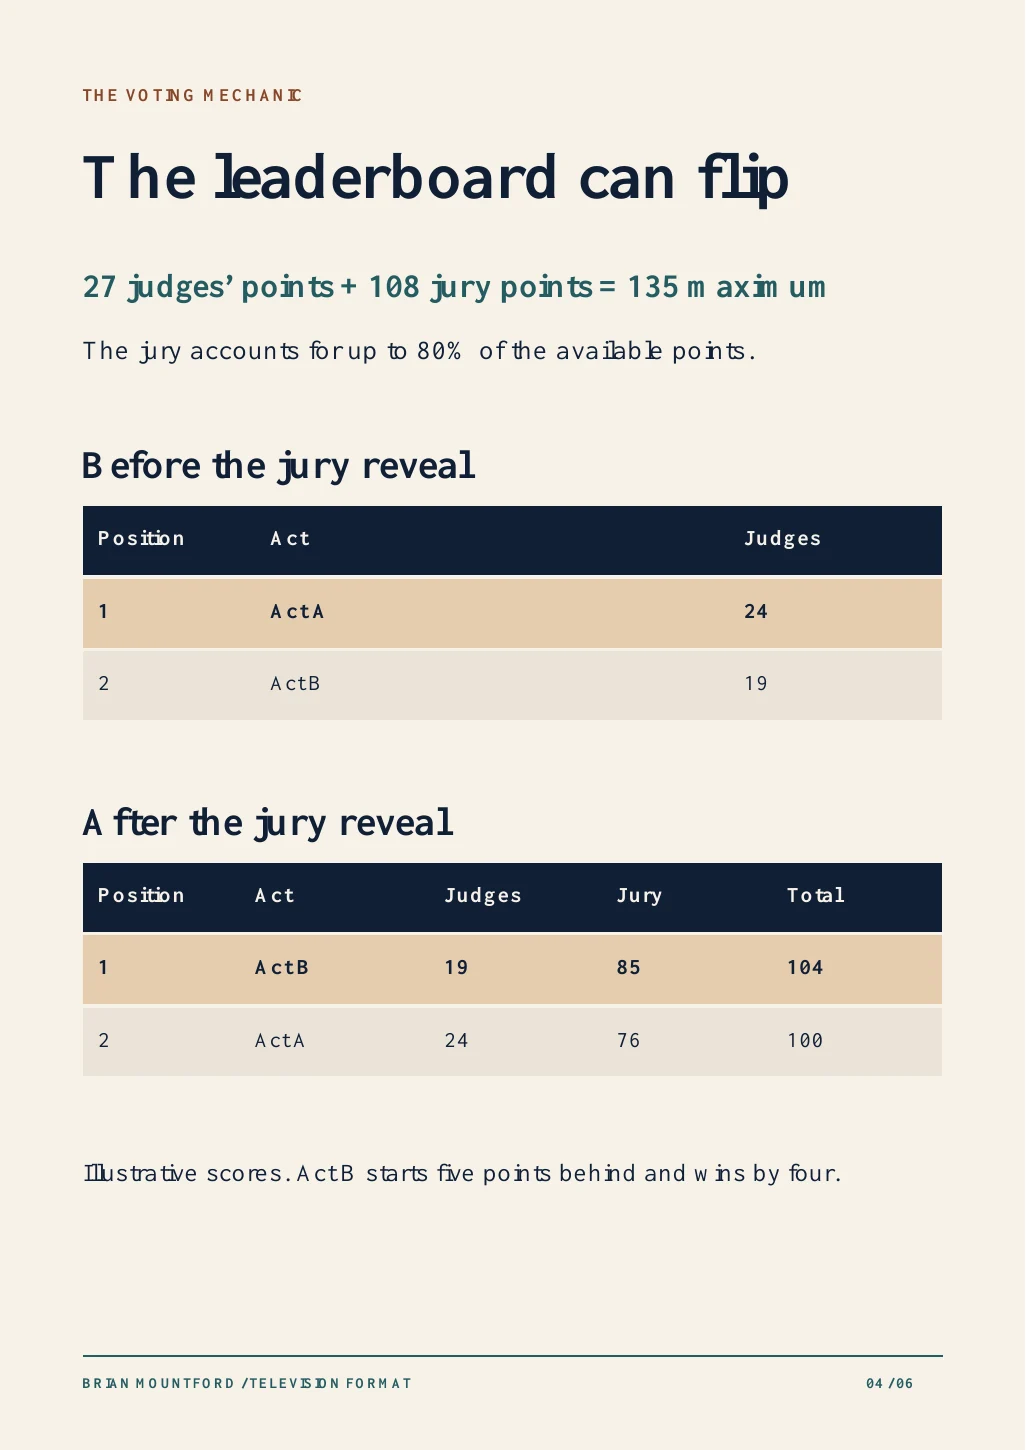 THE VOTING MECHANIC
The leaderboard can flip
27 judges’ points + 108 jury points = 135 maximum
The jury accounts for up to 80% of the available points.
Before the jury reveal
Position Act Judges
1 Act A 24
2 Act B 19
After the jury reveal
Position Act Judges Jury Total
1 Act B 19 85 104
2 Act A 24 76 100
Illustrative scores. Act B starts five points behind and wins by four.
BRIAN MOUNTFORD / TELEVISION FORMAT 04 / 06